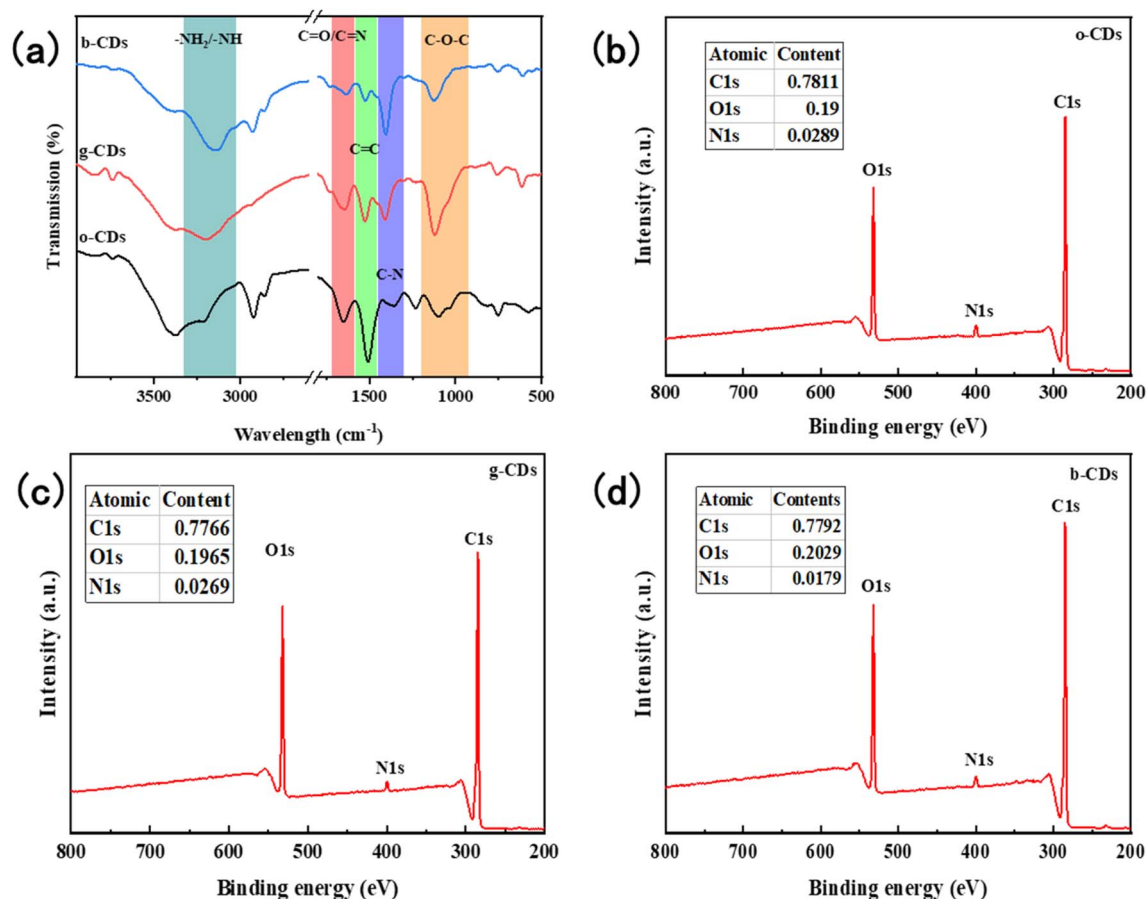 (a)
b-CDs
-NH₂/-NH
C=O/C=N
C-O-C
g-CDs
C=C
o-CDs
C-N
Transmission (%)
3500 3000 1500 1000 500
Wavelength (cm⁻¹)
(b)
o-CDs
Atomic Content
C1s 0.7811
O1s 0.19
N1s 0.0289
C1s
O1s
N1s
Intensity (a.u.)
800 700 600 500 400 300 200
Binding energy (eV)
(c)
g-CDs
Atomic Content
C1s 0.7766
O1s 0.1965
N1s 0.0269
O1s
C1s
N1s
Intensity (a.u.)
800 700 600 500 400 300 200
Binding energy (eV)
(d)
b-CDs
Atomic Contents
C1s 0.7792
O1s 0.2029
N1s 0.0179
C1s
O1s
N1s
Intensity (a.u.)
800 700 600 500 400 300 200
Binding energy (eV)